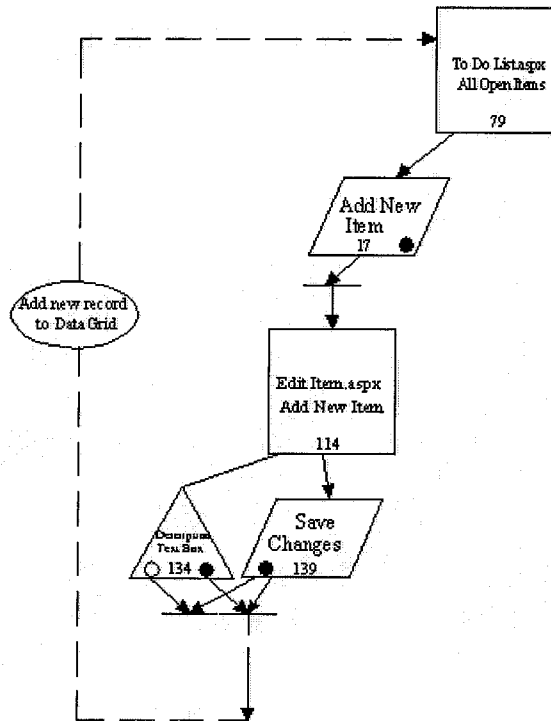 To Do List.aspx
All Open Items
79
Add New
Item
17
Add new record
to Data Grid
Edit Item.aspx
Add New Item
114
Text Box
134
Save
Changes
139